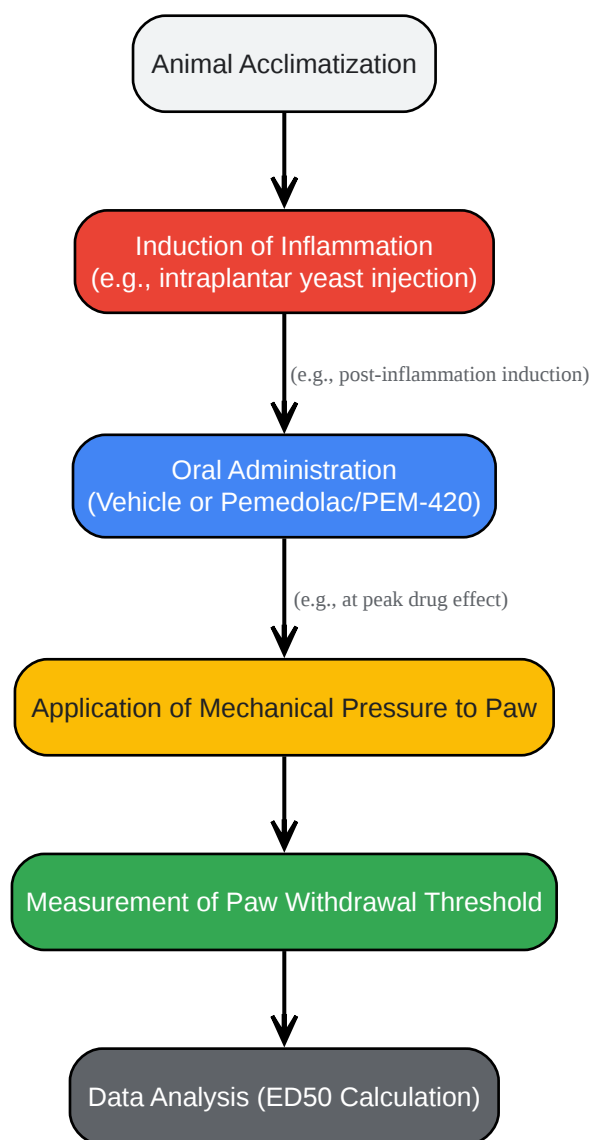 Animal Acclimatization
Induction of Inflammation
(e.g., intraplantar yeast injection)
(e.g., post-inflammation induction)
Oral Administration
(Vehicle or Pemedolac/PEM-420)
(e.g., at peak drug effect)
Application of Mechanical Pressure to Paw
Measurement of Paw Withdrawal Threshold
Data Analysis (ED50 Calculation)